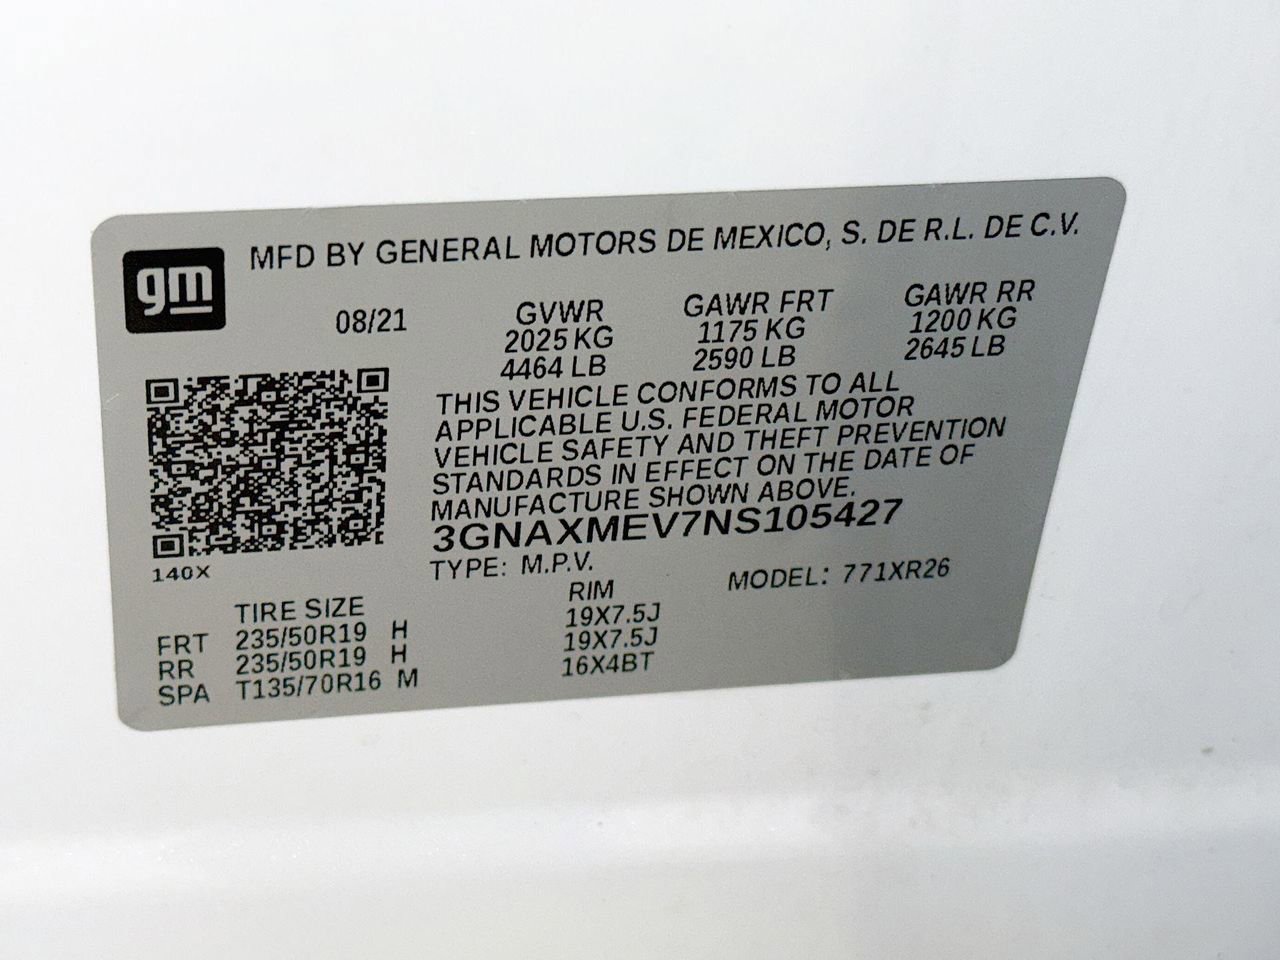 gm
MFD BY GENERAL MOTORS DE MEXICO, S. DE R.L. DE C.V.
08/21 GVWR GAWR FRT GAWR RR
2025 KG 1175 KG 1200 KG
4464 LB 2590 LB 2645 LB
THIS VEHICLE CONFORMS TO ALL
APPLICABLE U.S. FEDERAL MOTOR
VEHICLE SAFETY AND THEFT PREVENTION
STANDARDS IN EFFECT ON THE DATE OF
MANUFACTURE SHOWN ABOVE.
3GNAXMEV7NS105427
140X
TYPE: M.P.V. MODEL: 771XR26
TIRE SIZE RIM
FRT 235/50R19 H 19X7.5J
RR 235/50R19 H 19X7.5J
SPA T135/70R16 M 16X4BT